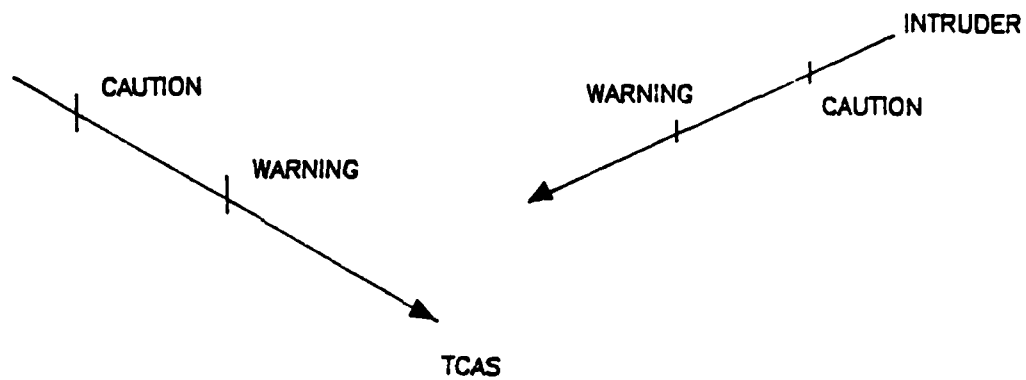 INTRUDER
CAUTION
WARNING
CAUTION
WARNING
TCAS